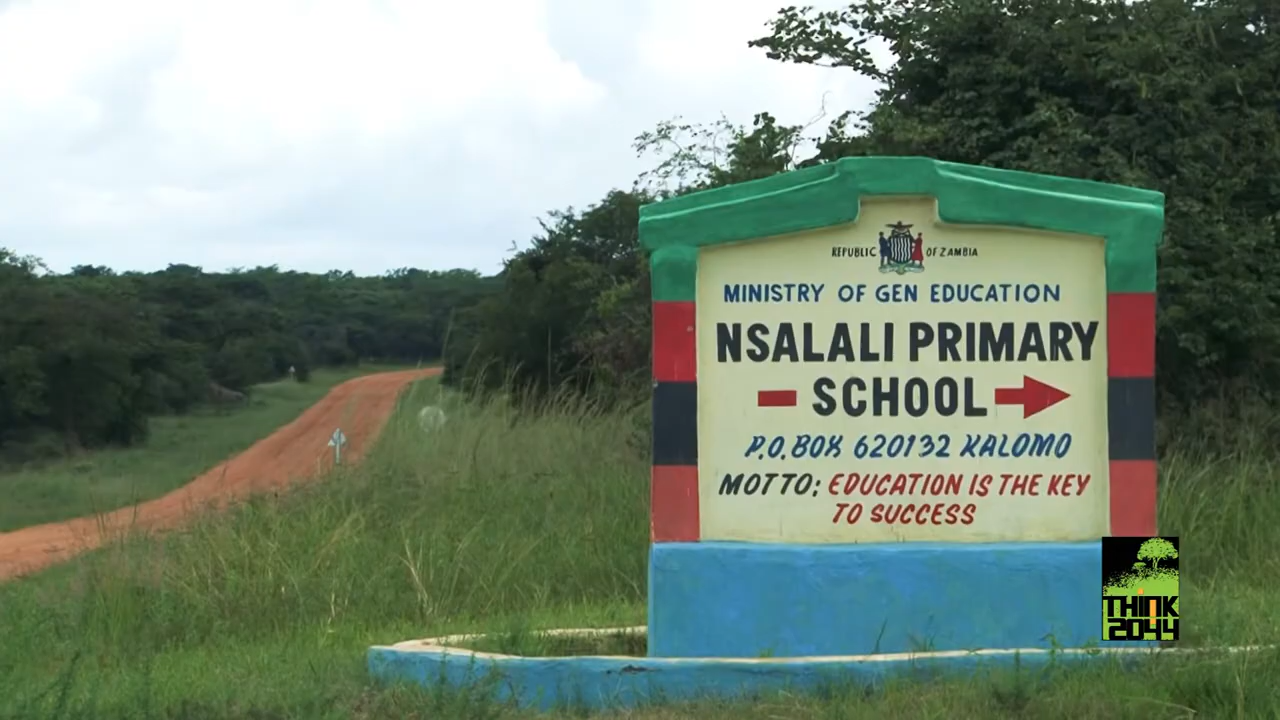 REPUBLIC OF ZAMBIA
MINISTRY OF GEN EDUCATION
NSALALI PRIMARY
SCHOOL
P.O. BOX 620132 KALOMO
MOTTO: EDUCATION IS THE KEY
TO SUCCESS
THINK
2044